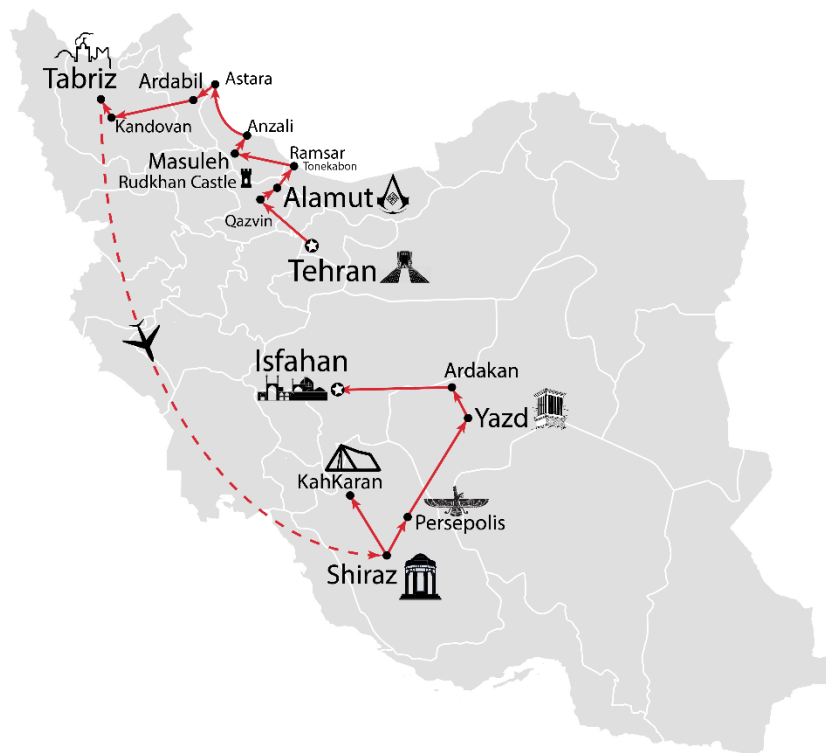 Tabriz
Ardabil
Astara
Kandovan
Anzali
Masuleh
Rudkhan Castle
Ramsar
Tonekabon
Alamut
Qazvin
Tehran
Isfahan
Ardakan
Yazd
KahKaran
Persepolis
Shiraz